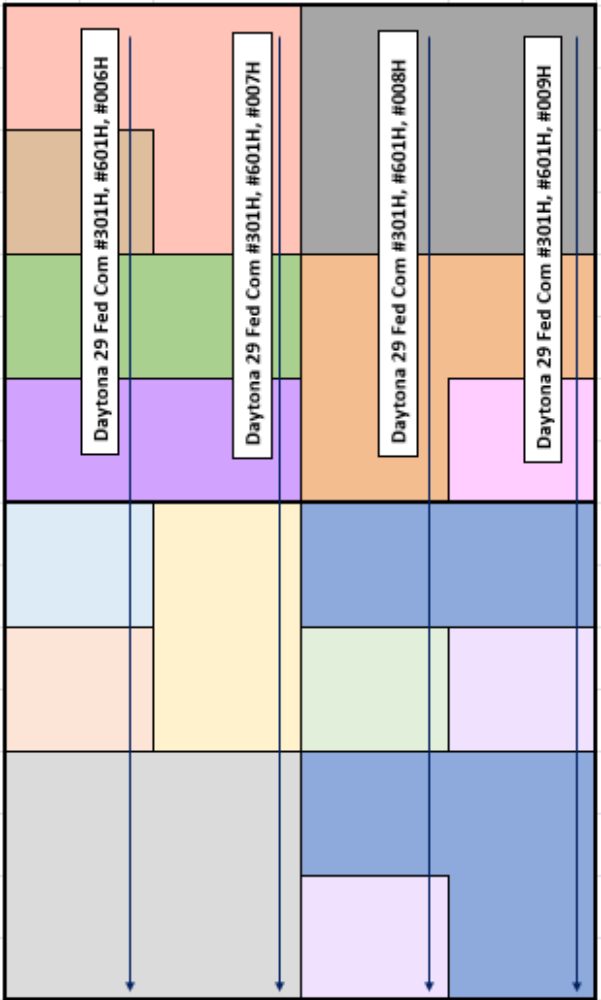 Daytona 29 Fed Com #301H, #601H, #006H
Daytona 29 Fed Com #301H, #601H, #007H
Daytona 29 Fed Com #301H, #601H, #008H
Daytona 29 Fed Com #301H, #601H, #009H